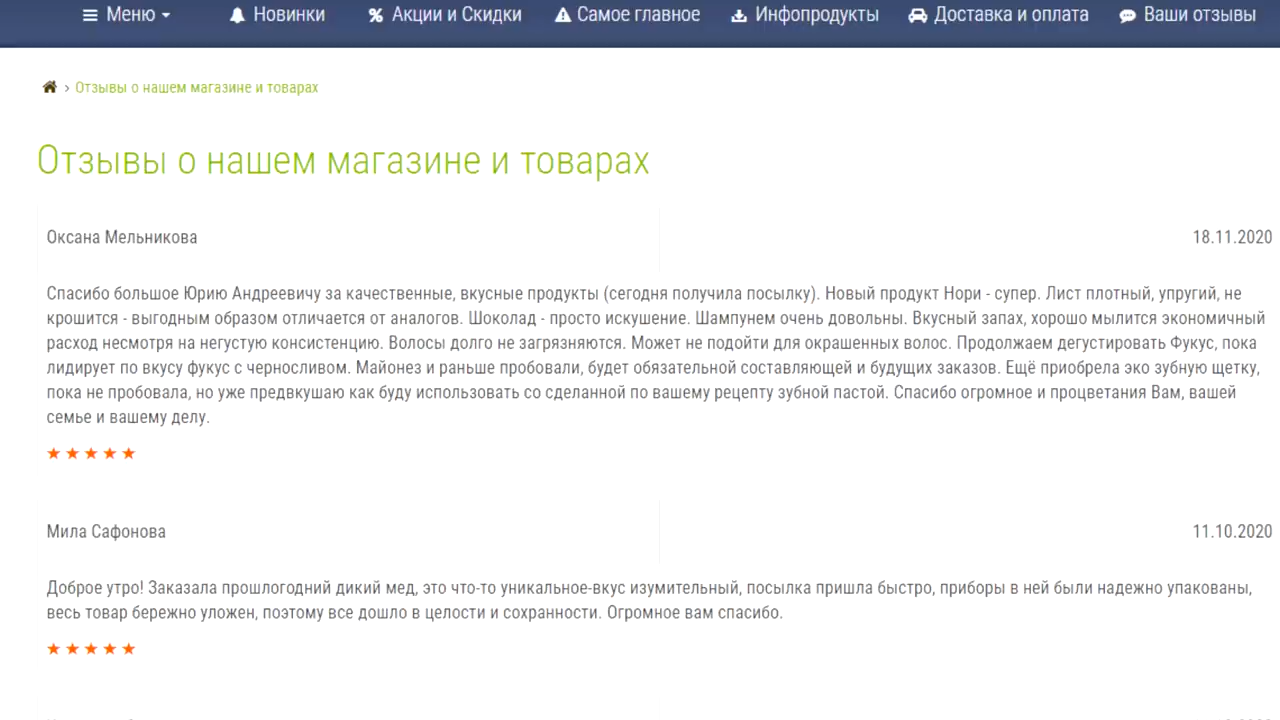 Меню Новинки Акции и Скидки Самое главное Инфопродукты Доставка и оплата Ваши отзывы
› Отзывы о нашем магазине и товарах
Отзывы о нашем магазине и товарах
Оксана Мельникова 18.11.2020
Спасибо большое Юрию Андреевичу за качественные, вкусные продукты (сегодня получила посылку). Новый продукт Нори - супер. Лист плотный, упругий, не
крошится - выгодным образом отличается от аналогов. Шоколад - просто искушение. Шампунем очень довольны. Вкусный запах, хорошо мылится экономичный
расход несмотря на негустую консистенцию. Волосы долго не загрязняются. Может не подойти для окрашенных волос. Продолжаем дегустировать Фукус, пока
лидирует по вкусу фукус с черносливом. Майонез и раньше пробовали, будет обязательной составляющей и будущих заказов. Ещё приобрела эко зубную щетку,
пока не пробовала, но уже предвкушаю как буду использовать со сделанной по вашему рецепту зубной пастой. Спасибо огромное и процветания Вам, вашей
семье и вашему делу.
Мила Сафонова 11.10.2020
Доброе утро! Заказала прошлогодний дикий мед, это что-то уникальное-вкус изумительный, посылка пришла быстро, приборы в ней были надежно упакованы,
весь товар бережно уложен, поэтому все дошло в целости и сохранности. Огромное вам спасибо.